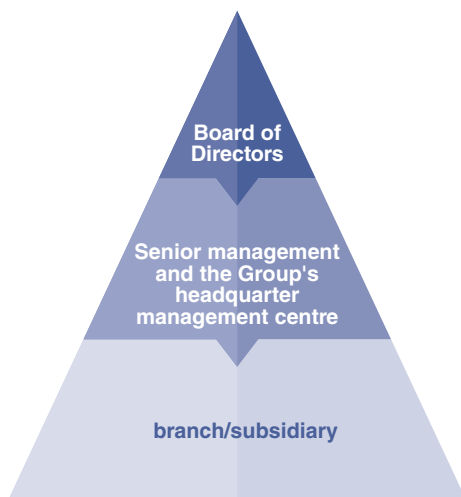 Board of
Directors
Senior management
and the Group's
headquarter
management centre
branch/subsidiary